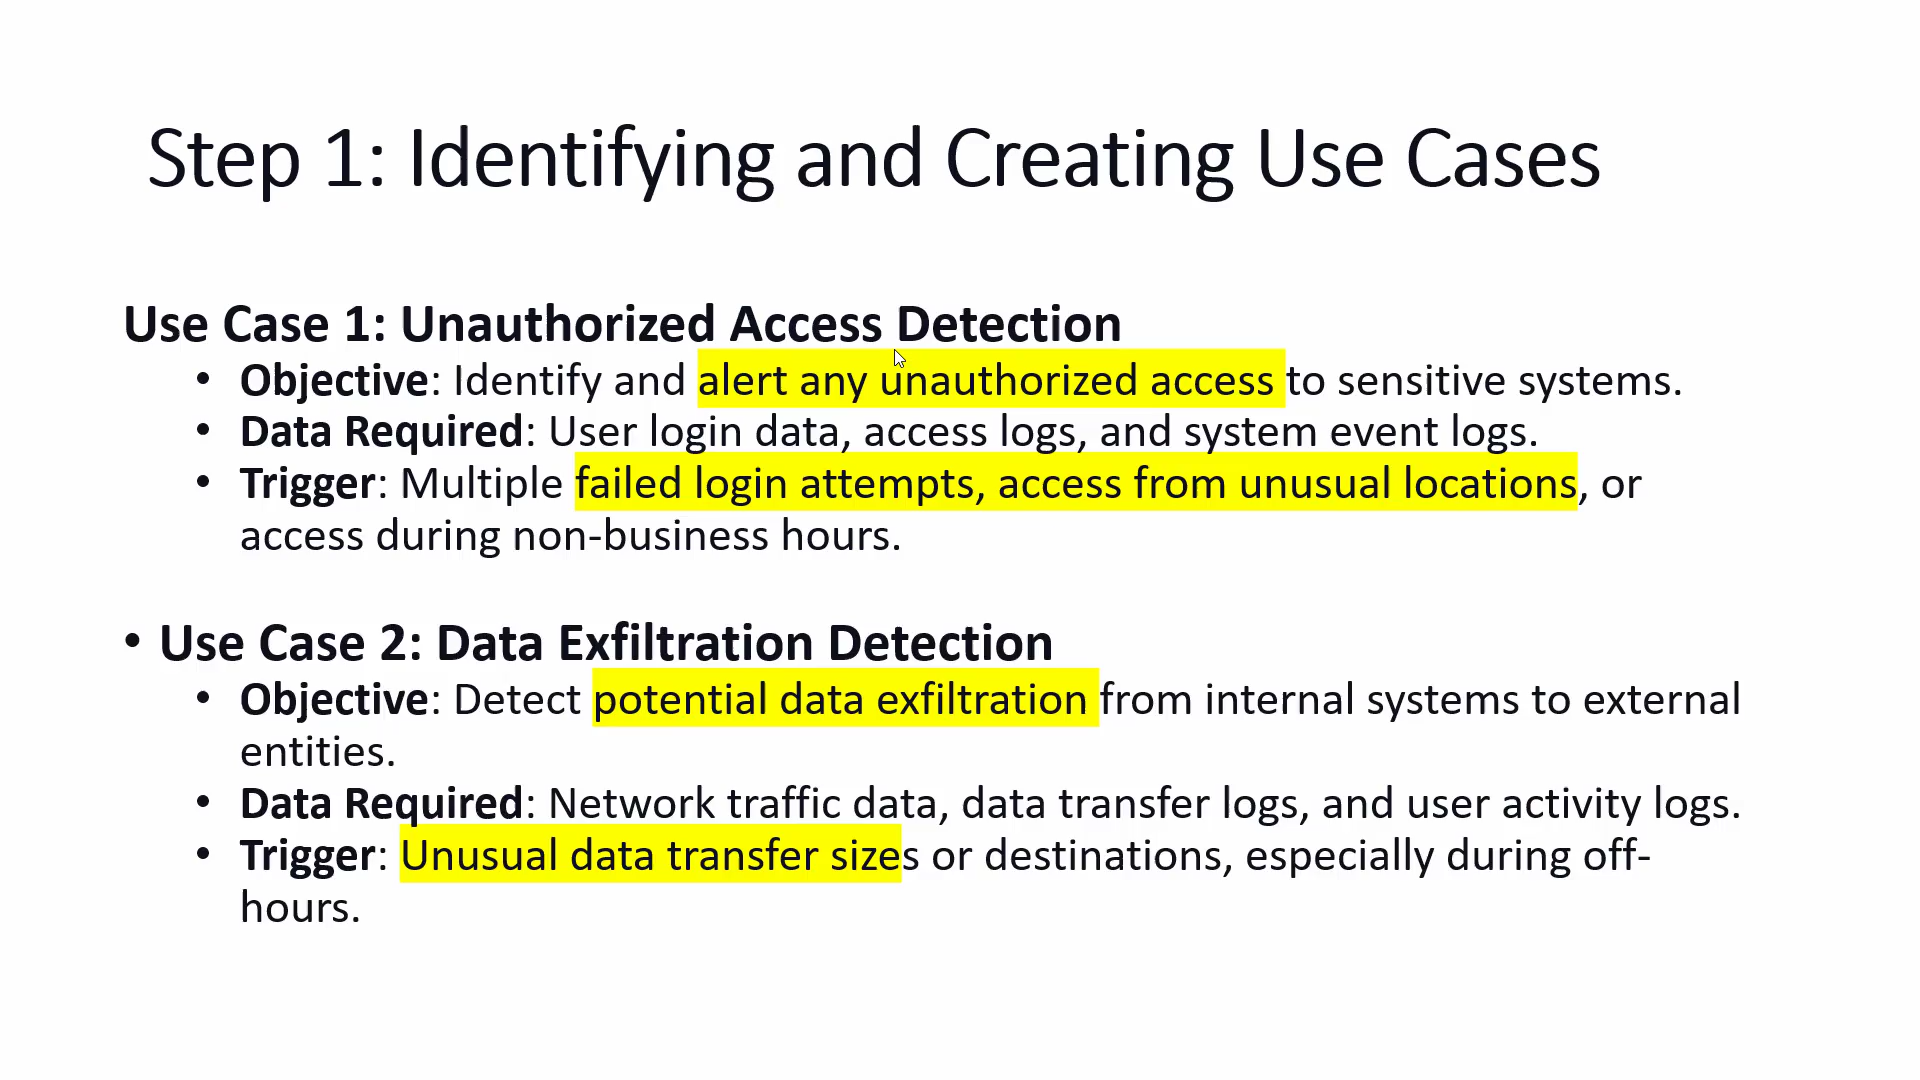 Step 1: Identifying and Creating Use Cases
Use Case 1: Unauthorized Access Detection
• Objective: Identify and alert any unauthorized access to sensitive systems.
• Data Required: User login data, access logs, and system event logs.
• Trigger: Multiple failed login attempts, access from unusual locations, or
access during non-business hours.
• Use Case 2: Data Exfiltration Detection
• Objective: Detect potential data exfiltration from internal systems to external
entities.
• Data Required: Network traffic data, data transfer logs, and user activity logs.
• Trigger: Unusual data transfer sizes or destinations, especially during off-
hours.